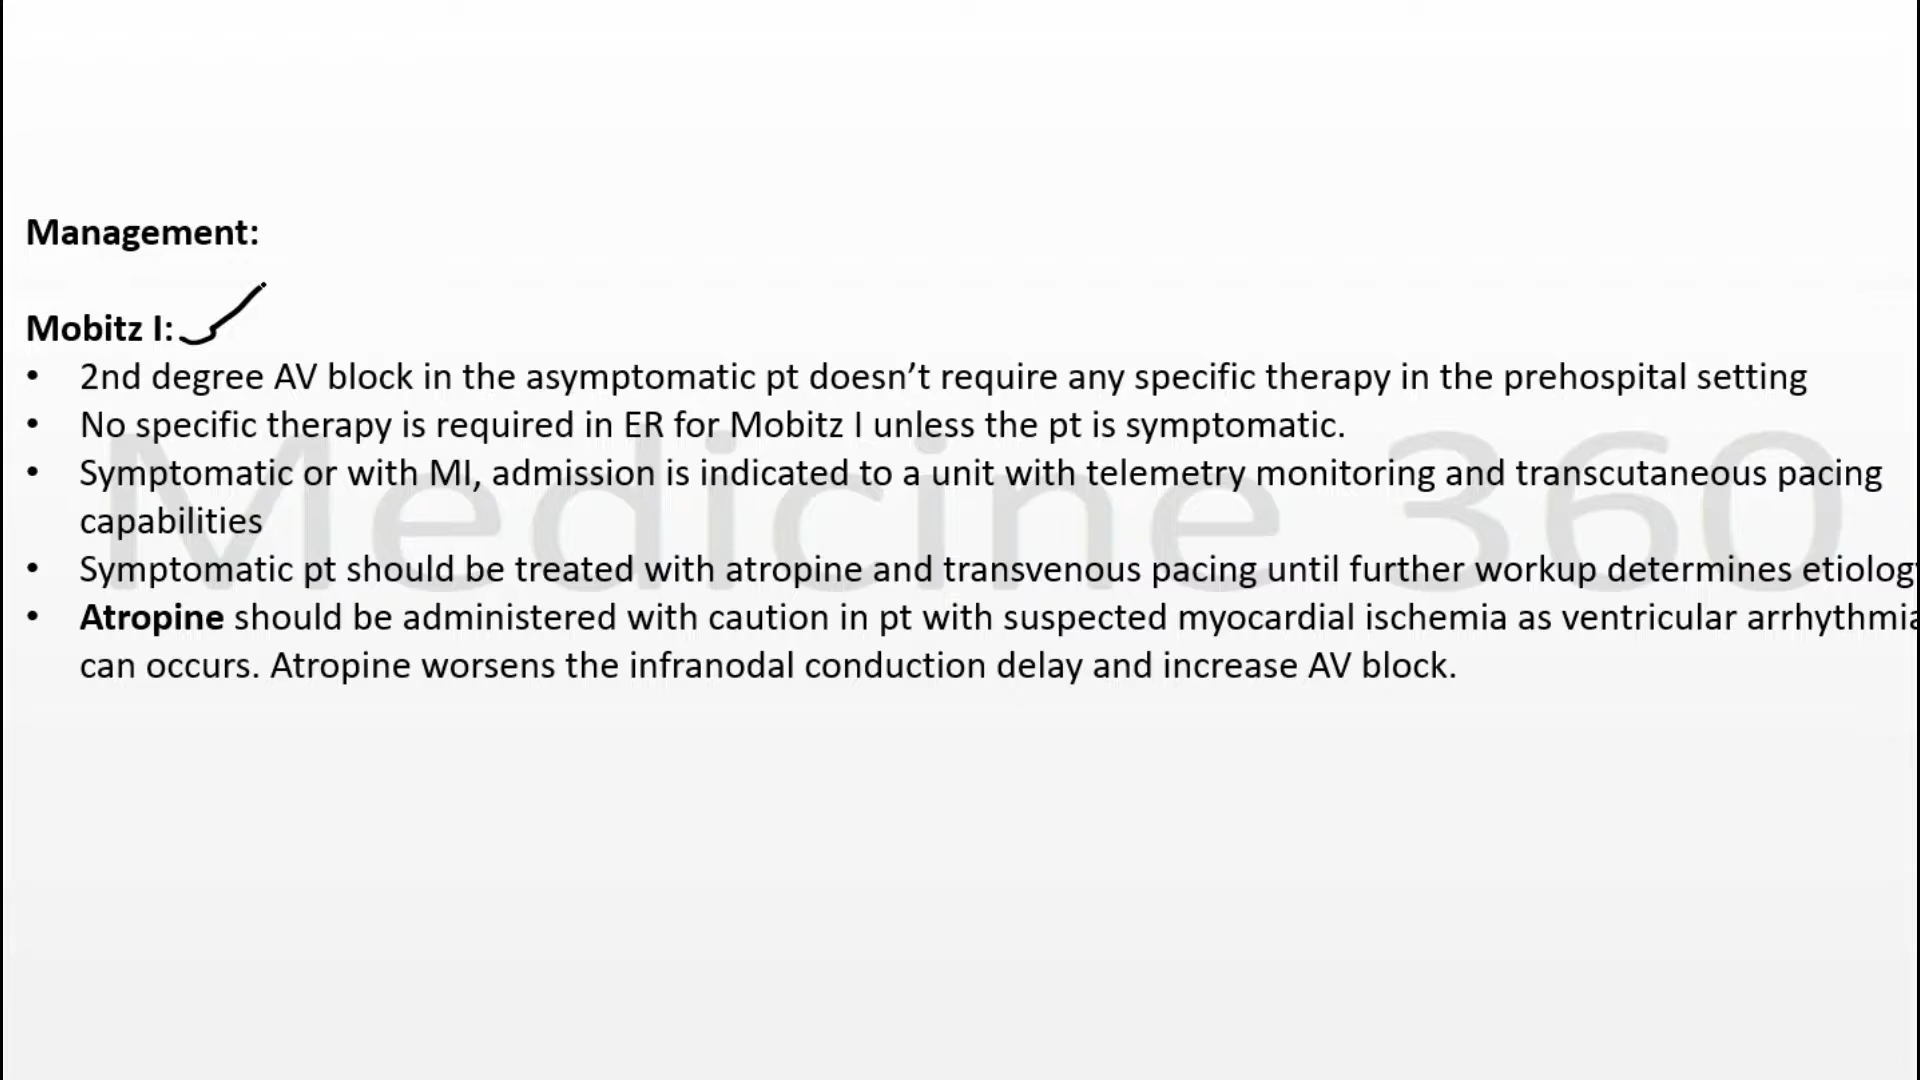 Management:
Mobitz I:
• 2nd degree AV block in the asymptomatic pt doesn’t require any specific therapy in the prehospital setting
• No specific therapy is required in ER for Mobitz I unless the pt is symptomatic.
• Symptomatic or with MI, admission is indicated to a unit with telemetry monitoring and transcutaneous pacing
capabilities
• Symptomatic pt should be treated with atropine and transvenous pacing until further workup determines etiolog
• Atropine should be administered with caution in pt with suspected myocardial ischemia as ventricular arrhythmia
can occurs. Atropine worsens the infranodal conduction delay and increase AV block.
Medicine 360